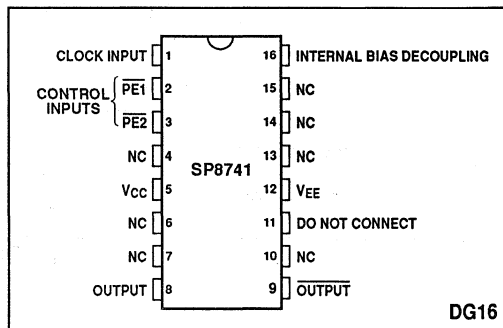 CLOCK INPUT 1 16 INTERNAL BIAS DECOUPLING
CONTROL INPUTS
PE1 2 15 NC
PE2 3 14 NC
NC 4 13 NC
SP8741
VCC 5 12 VEE
NC 6 11 DO NOT CONNECT
NC 7 10 NC
OUTPUT 8 9 OUTPUT
DG16